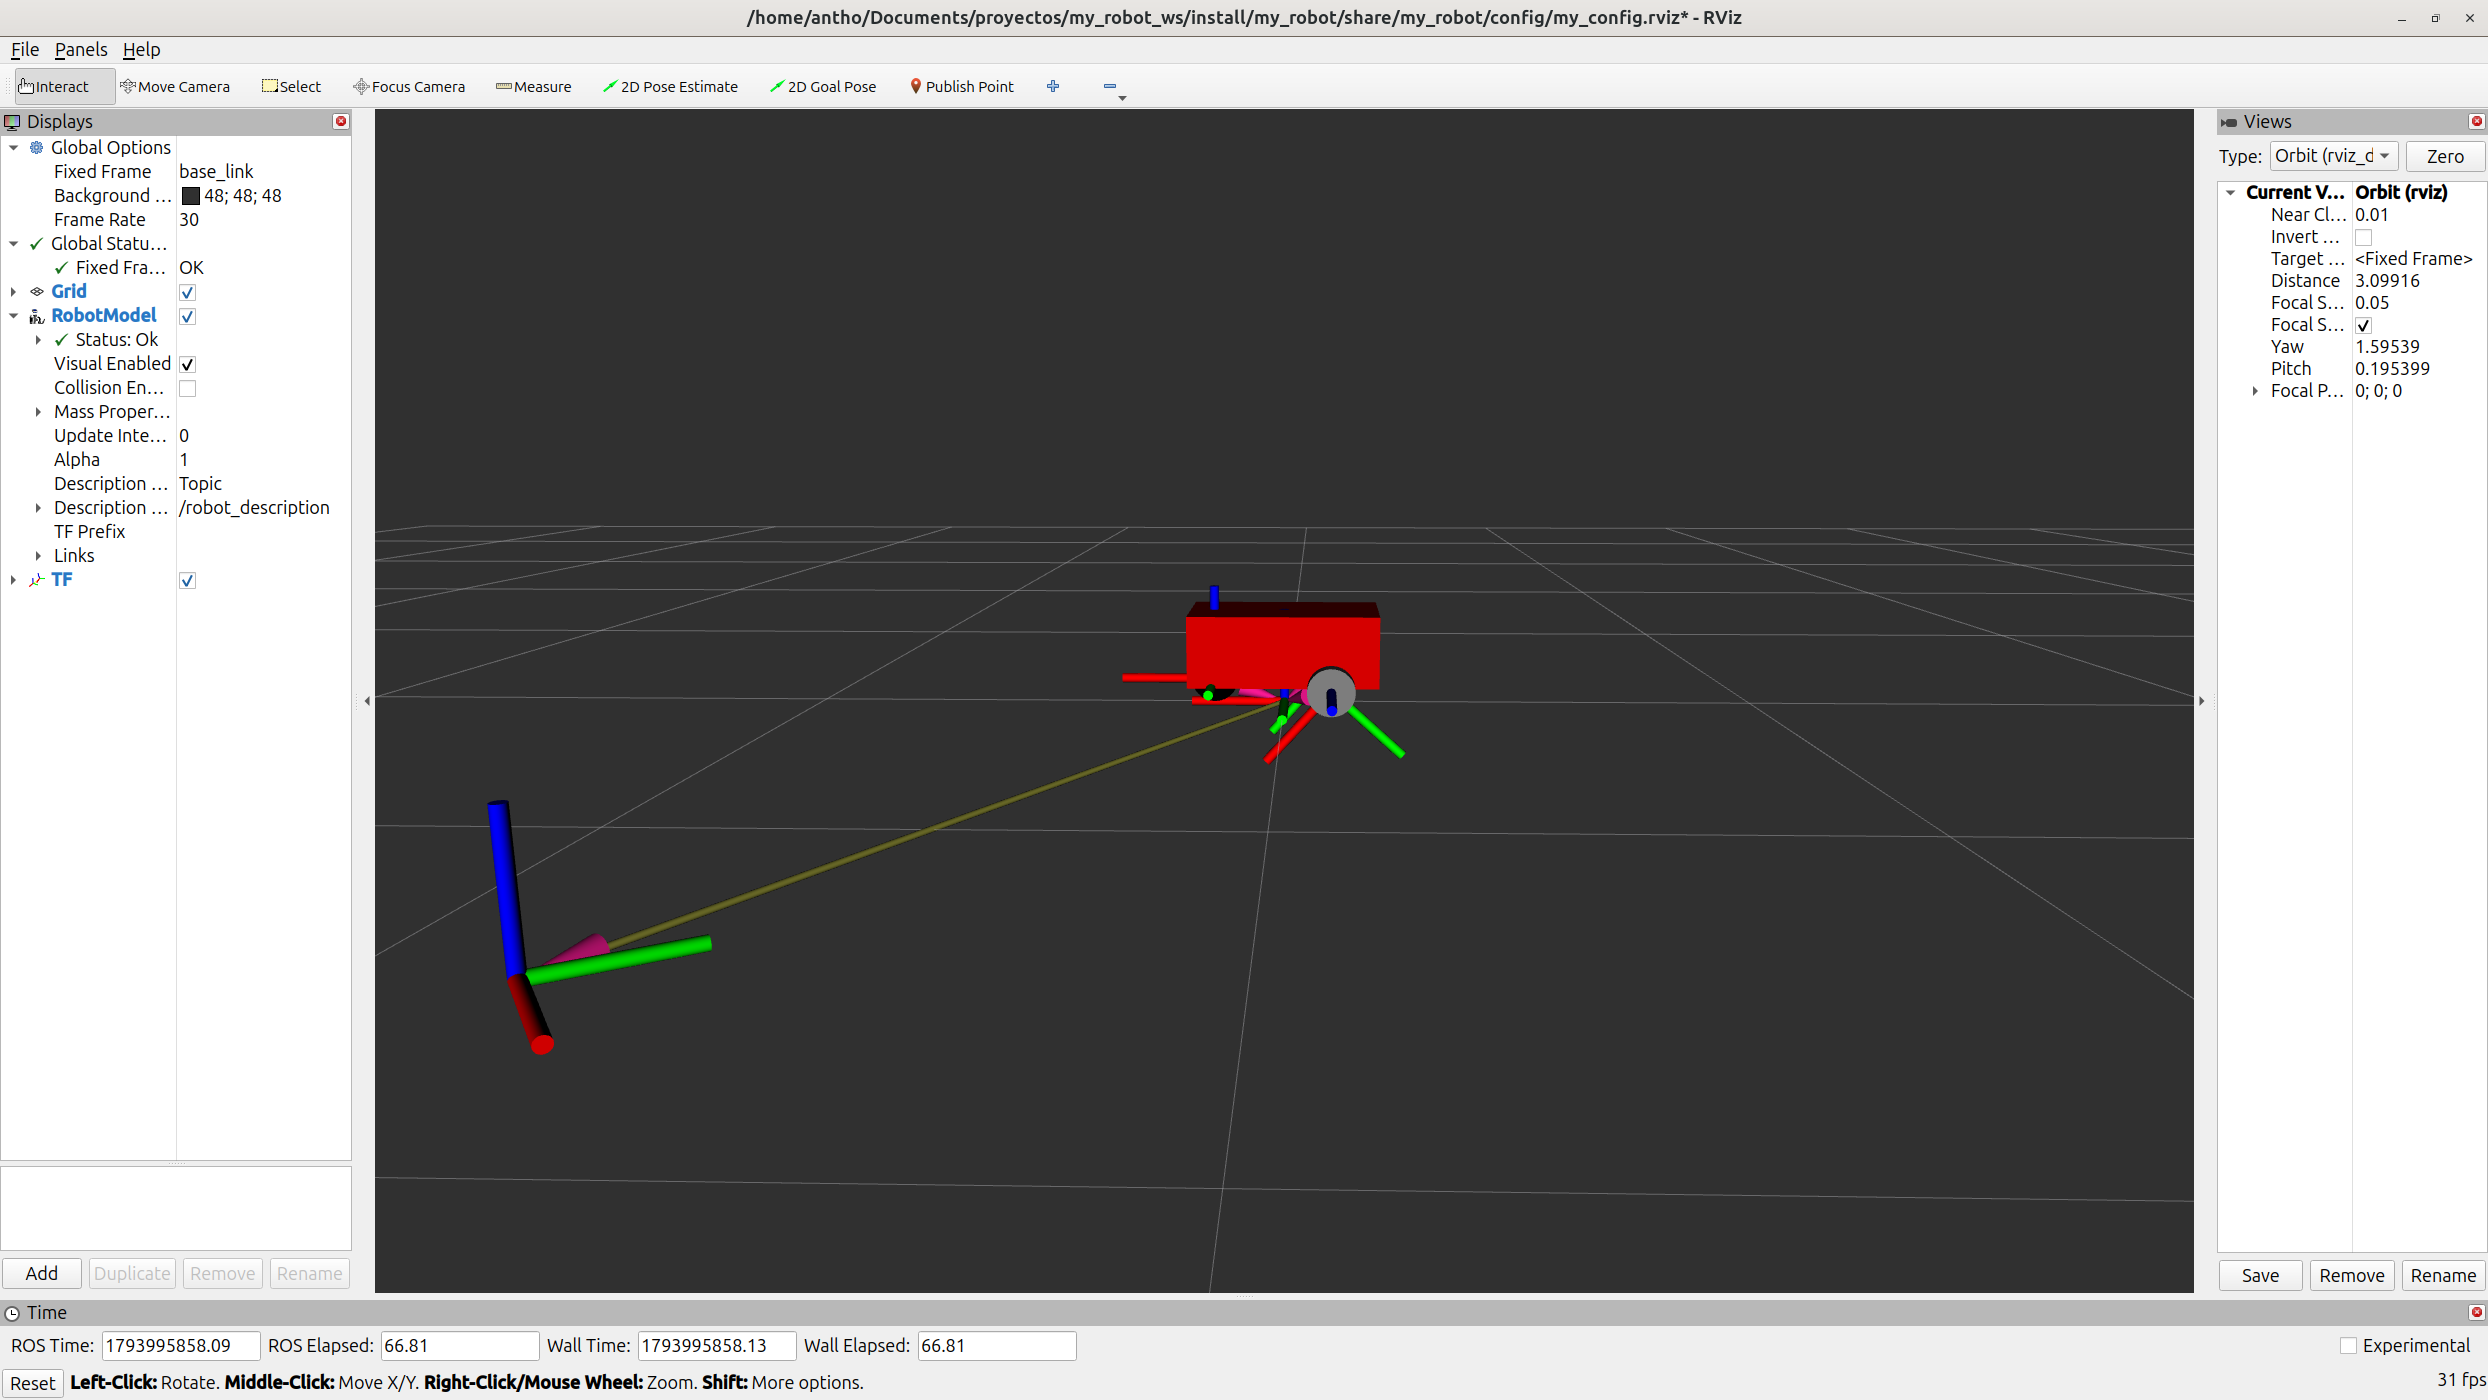 /home/antho/Documents/proyectos/my_robot_ws/install/my_robot/share/my_robot/config/my_config.rviz* - RViz
File Panels Help
Interact Move Camera Select Focus Camera Measure 2D Pose Estimate 2D Goal Pose Publish Point
Displays
Global Options
Fixed Frame base_link
Background ... 48; 48; 48
Frame Rate 30
Global Statu...
Fixed Fra... OK
Grid
RobotModel
Status: Ok
Visual Enabled
Collision En...
Mass Proper...
Update Inte... 0
Alpha 1
Description ... Topic
Description ... /robot_description
TF Prefix
Links
TF
Add Duplicate Remove Rename
Views
Type: Orbit (rviz_d Zero
Current V... Orbit (rviz)
Near Cl... 0.01
Invert ...
Target ... <Fixed Frame>
Distance 3.09916
Focal S... 0.05
Focal S...
Yaw 1.59539
Pitch 0.195399
Focal P... 0; 0; 0
Save Remove Rename
Time
ROS Time: 1793995858.09 ROS Elapsed: 66.81 Wall Time: 1793995858.13 Wall Elapsed: 66.81 Experimental
Reset Left-Click: Rotate. Middle-Click: Move X/Y. Right-Click/Mouse Wheel: Zoom. Shift: More options. 31 fps